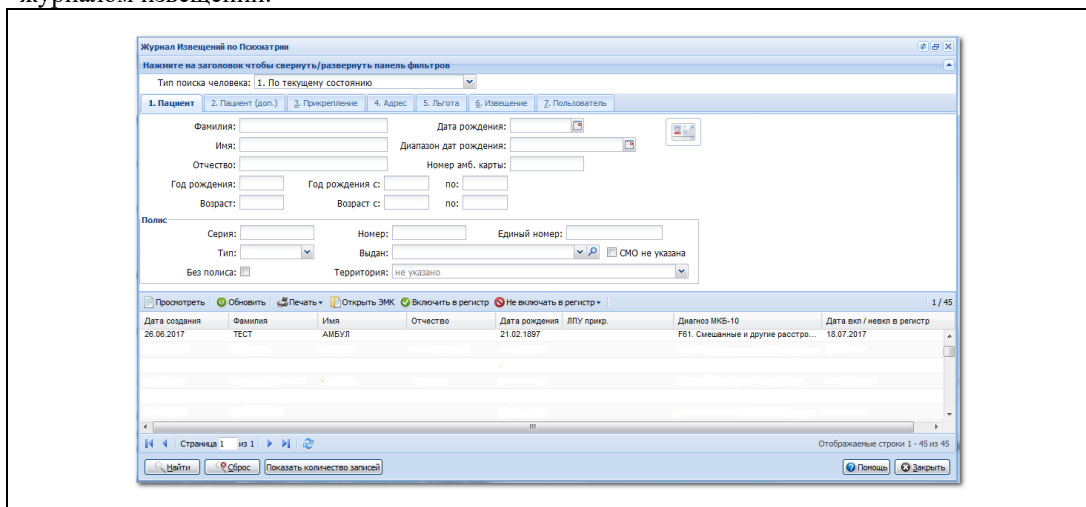 журналом извещений.
Журнал Извещений по Психиатрии
Нажмите на заголовок чтобы свернуть/развернуть панель фильтров
Тип поиска человека: 1. По текущему состоянию
1. Пациент 2. Пациент (доп.) 3. Прикрепление 4. Адрес 5. Льгота 6. Извещение 7. Пользователь
Фамилия: Дата рождения:
Имя: Диапазон дат рождения:
Отчество: Номер амб. карты:
Год рождения: Год рождения с: по:
Возраст: Возраст с: по:
Полис
Серия: Номер: Единый номер:
Тип: Выдан: СМО не указана
Без полиса: Территория: не указано
Просмотреть Обновить Печать Открыть ЭМК Включить в регистр Не включать в регистр 1 / 45
Дата создания Фамилия Имя Отчество Дата рождения ЛПУ прикр. Диагноз МКБ-10 Дата вкл / невкл в регистр
26.06.2017 ТЕСТ АМБУЛ 21.02.1897 F61. Смешанные и другие расстро... 18.07.2017
Страница 1 из 1 Отображаемые строки 1 - 45 из 45
Найти Сброс Показать количество записей Помощь Закрыть